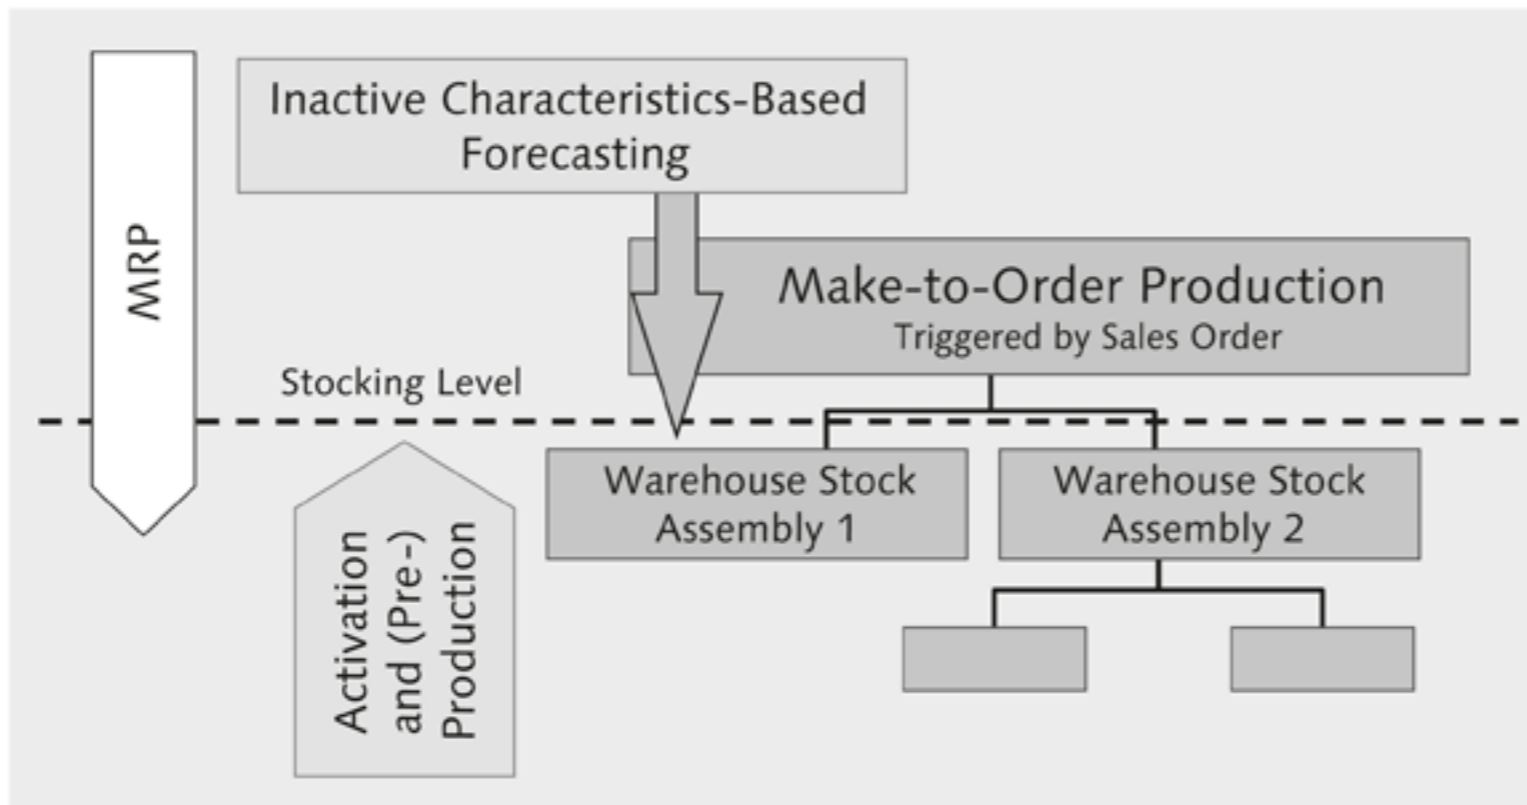 Inactive Characteristics-Based
Forecasting
MRP
Make-to-Order Production
Triggered by Sales Order
Stocking Level
Warehouse Stock
Assembly 1
Warehouse Stock
Assembly 2
Activation
and (Pre-)
Production